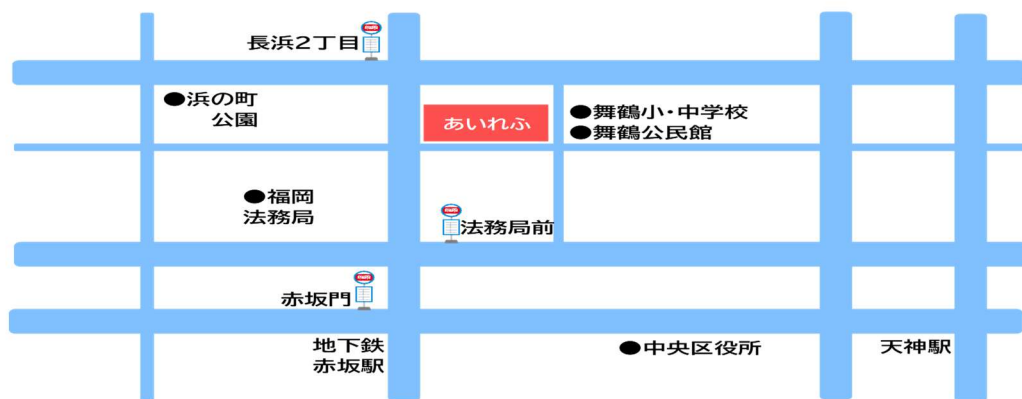 長浜2丁目
●浜の町
公園
あいれふ
●舞鶴小・中学校
●舞鶴公民館
●福岡
法務局
法務局前
赤坂門
地下鉄
赤坂駅
●中央区役所
天神駅